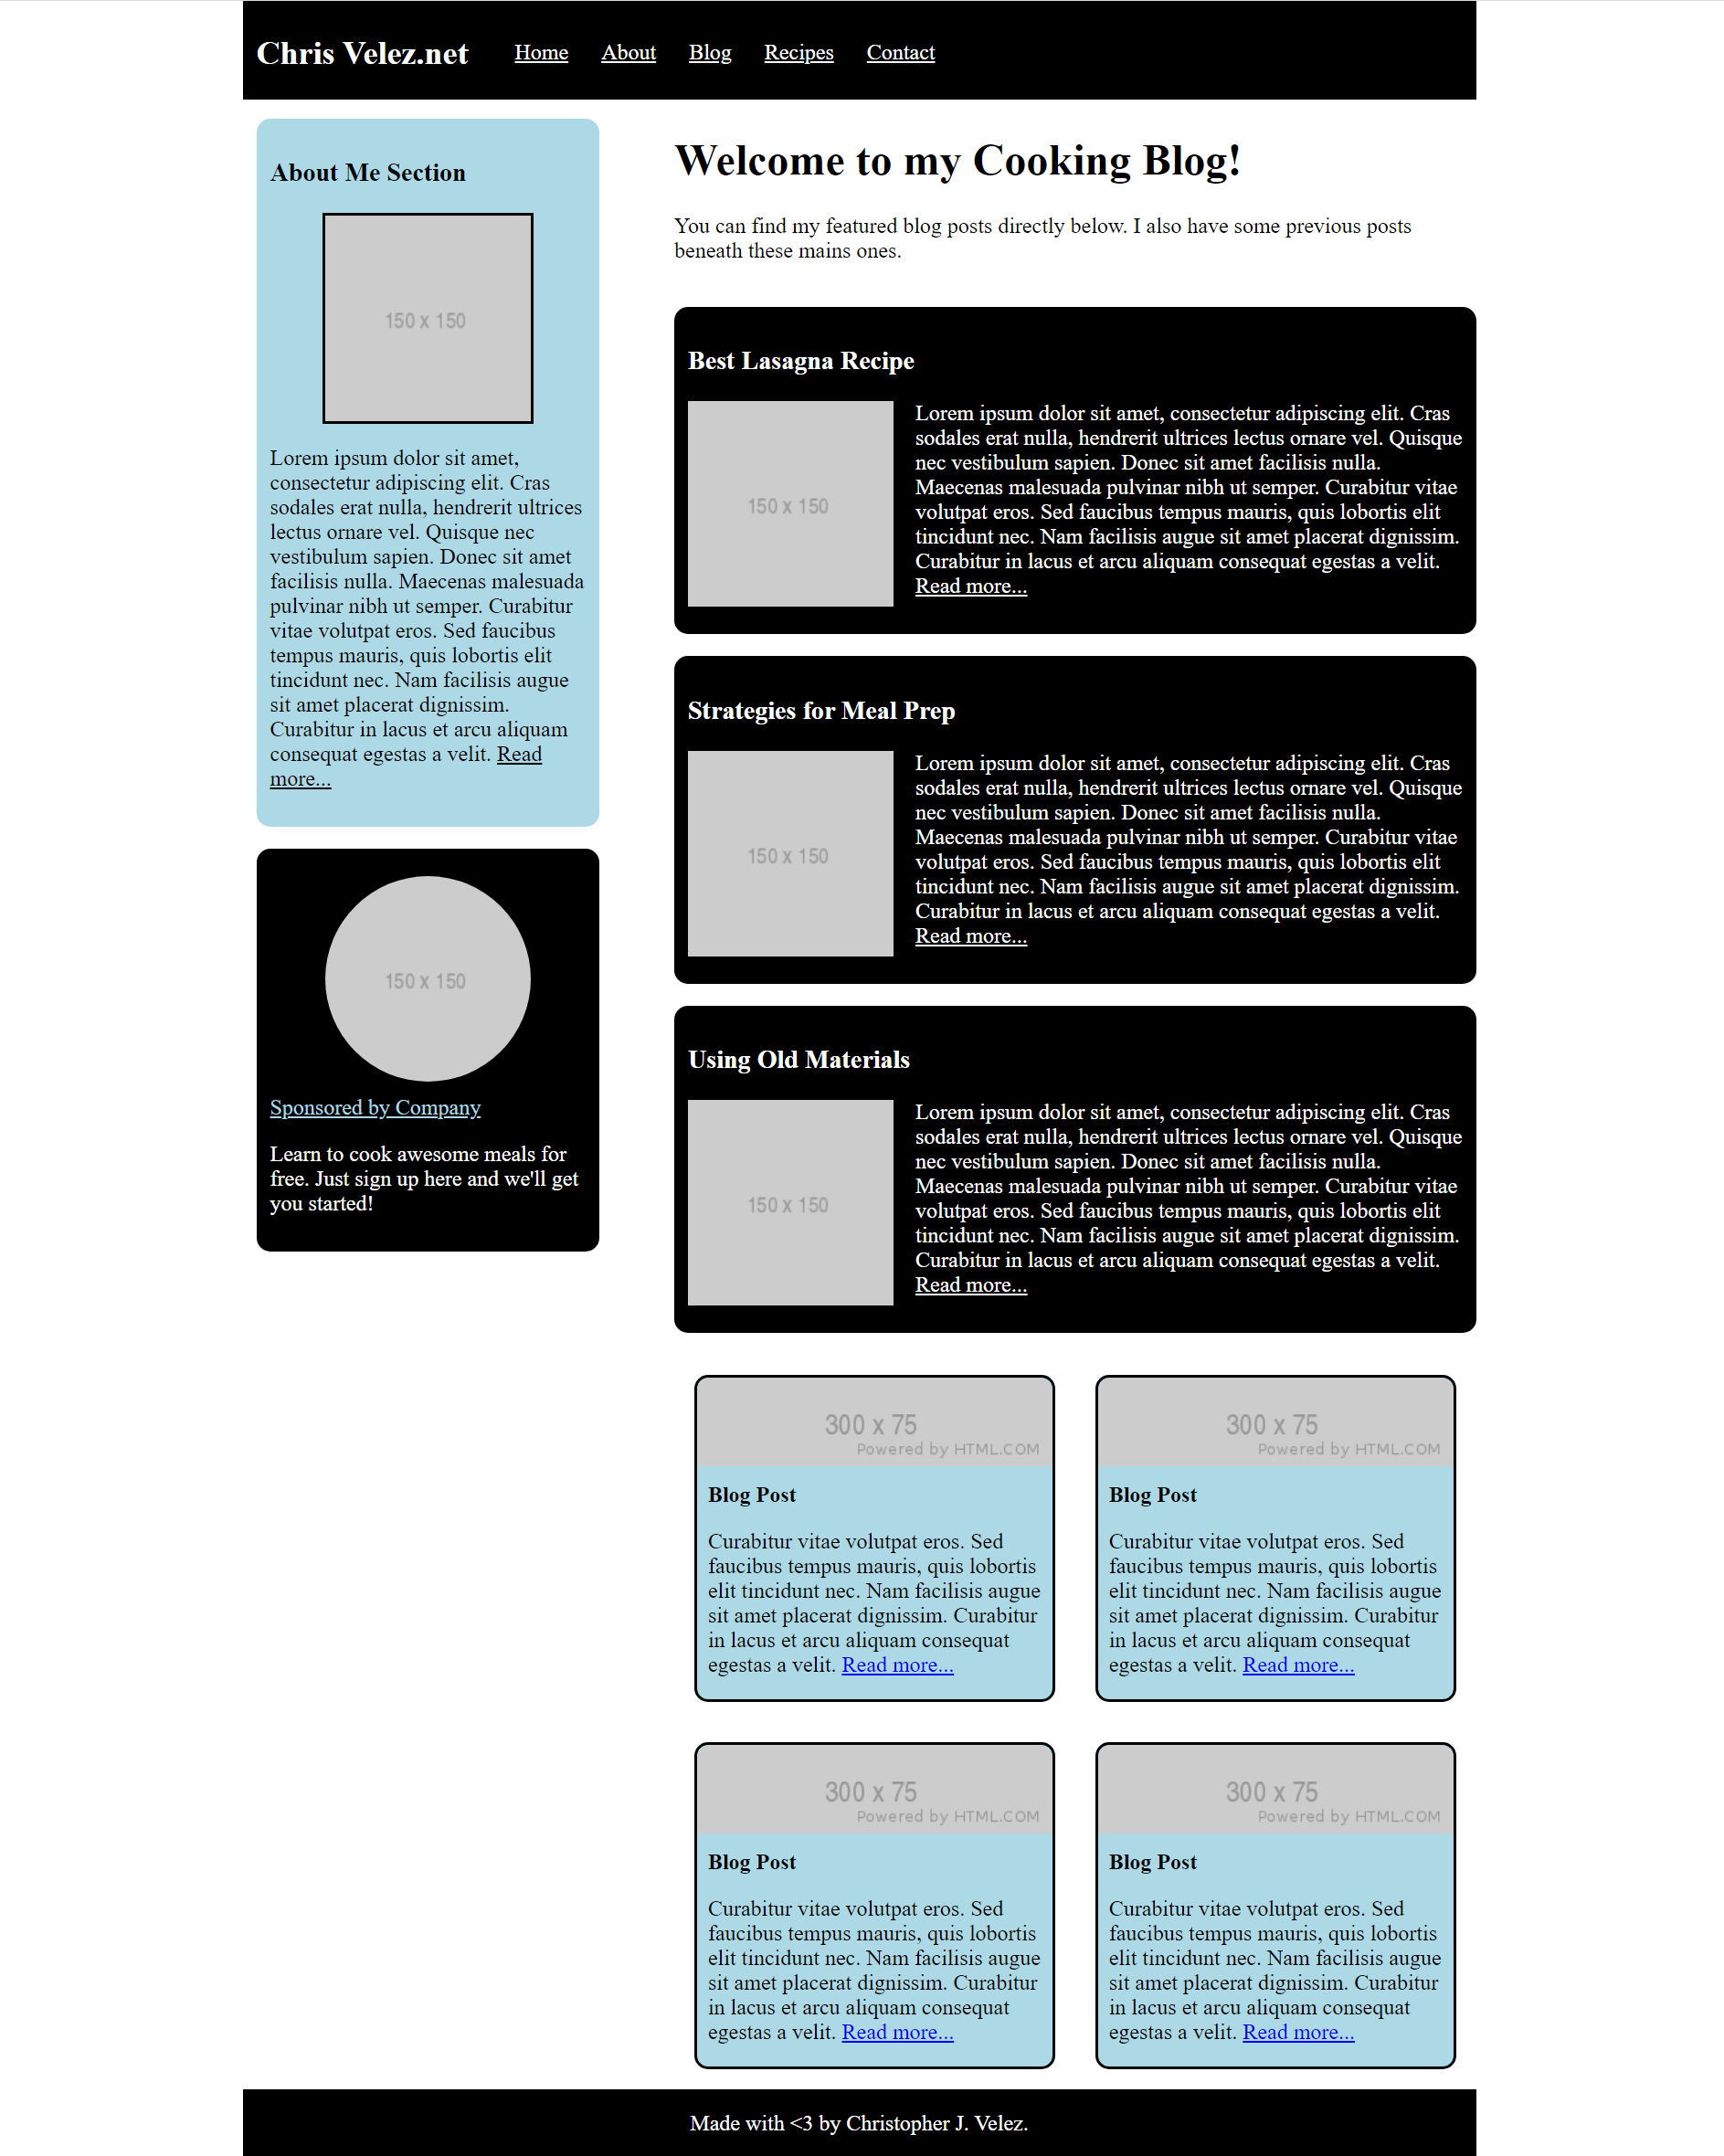 Chris Velez.net Home About Blog Recipes Contact
About Me Section
150 x 150
Lorem ipsum dolor sit amet,
consectetur adipiscing elit. Cras
sodales erat nulla, hendrerit ultrices
lectus ornare vel. Quisque nec
vestibulum sapien. Donec sit amet
facilisis nulla. Maecenas malesuada
pulvinar nibh ut semper. Curabitur
vitae volutpat eros. Sed faucibus
tempus mauris, quis lobortis elit
tincidunt nec. Nam facilisis augue
sit amet placerat dignissim.
Curabitur in lacus et arcu aliquam
consequat egestas a velit. Read
more...
150 x 150
Sponsored by Company
Learn to cook awesome meals for
free. Just sign up here and we'll get
you started!
Welcome to my Cooking Blog!
You can find my featured blog posts directly below. I also have some previous posts
beneath these mains ones.
Best Lasagna Recipe
150 x 150
Lorem ipsum dolor sit amet, consectetur adipiscing elit. Cras
sodales erat nulla, hendrerit ultrices lectus ornare vel. Quisque
nec vestibulum sapien. Donec sit amet facilisis nulla.
Maecenas malesuada pulvinar nibh ut semper. Curabitur vitae
volutpat eros. Sed faucibus tempus mauris, quis lobortis elit
tincidunt nec. Nam facilisis augue sit amet placerat dignissim.
Curabitur in lacus et arcu aliquam consequat egestas a velit.
Read more...
Strategies for Meal Prep
150 x 150
Lorem ipsum dolor sit amet, consectetur adipiscing elit. Cras
sodales erat nulla, hendrerit ultrices lectus ornare vel. Quisque
nec vestibulum sapien. Donec sit amet facilisis nulla.
Maecenas malesuada pulvinar nibh ut semper. Curabitur vitae
volutpat eros. Sed faucibus tempus mauris, quis lobortis elit
tincidunt nec. Nam facilisis augue sit amet placerat dignissim.
Curabitur in lacus et arcu aliquam consequat egestas a velit.
Read more...
Using Old Materials
150 x 150
Lorem ipsum dolor sit amet, consectetur adipiscing elit. Cras
sodales erat nulla, hendrerit ultrices lectus ornare vel. Quisque
nec vestibulum sapien. Donec sit amet facilisis nulla.
Maecenas malesuada pulvinar nibh ut semper. Curabitur vitae
volutpat eros. Sed faucibus tempus mauris, quis lobortis elit
tincidunt nec. Nam facilisis augue sit amet placerat dignissim.
Curabitur in lacus et arcu aliquam consequat egestas a velit.
Read more...
300 x 75
Powered by HTML.COM
Blog Post
Curabitur vitae volutpat eros. Sed
faucibus tempus mauris, quis lobortis
elit tincidunt nec. Nam facilisis augue
sit amet placerat dignissim. Curabitur
in lacus et arcu aliquam consequat
egestas a velit. Read more...
300 x 75
Powered by HTML.COM
Blog Post
Curabitur vitae volutpat eros. Sed
faucibus tempus mauris, quis lobortis
elit tincidunt nec. Nam facilisis augue
sit amet placerat dignissim. Curabitur
in lacus et arcu aliquam consequat
egestas a velit. Read more...
300 x 75
Powered by HTML.COM
Blog Post
Curabitur vitae volutpat eros. Sed
faucibus tempus mauris, quis lobortis
elit tincidunt nec. Nam facilisis augue
sit amet placerat dignissim. Curabitur
in lacus et arcu aliquam consequat
egestas a velit. Read more...
300 x 75
Powered by HTML.COM
Blog Post
Curabitur vitae volutpat eros. Sed
faucibus tempus mauris, quis lobortis
elit tincidunt nec. Nam facilisis augue
sit amet placerat dignissim. Curabitur
in lacus et arcu aliquam consequat
egestas a velit. Read more...
Made with <3 by Christopher J. Velez.